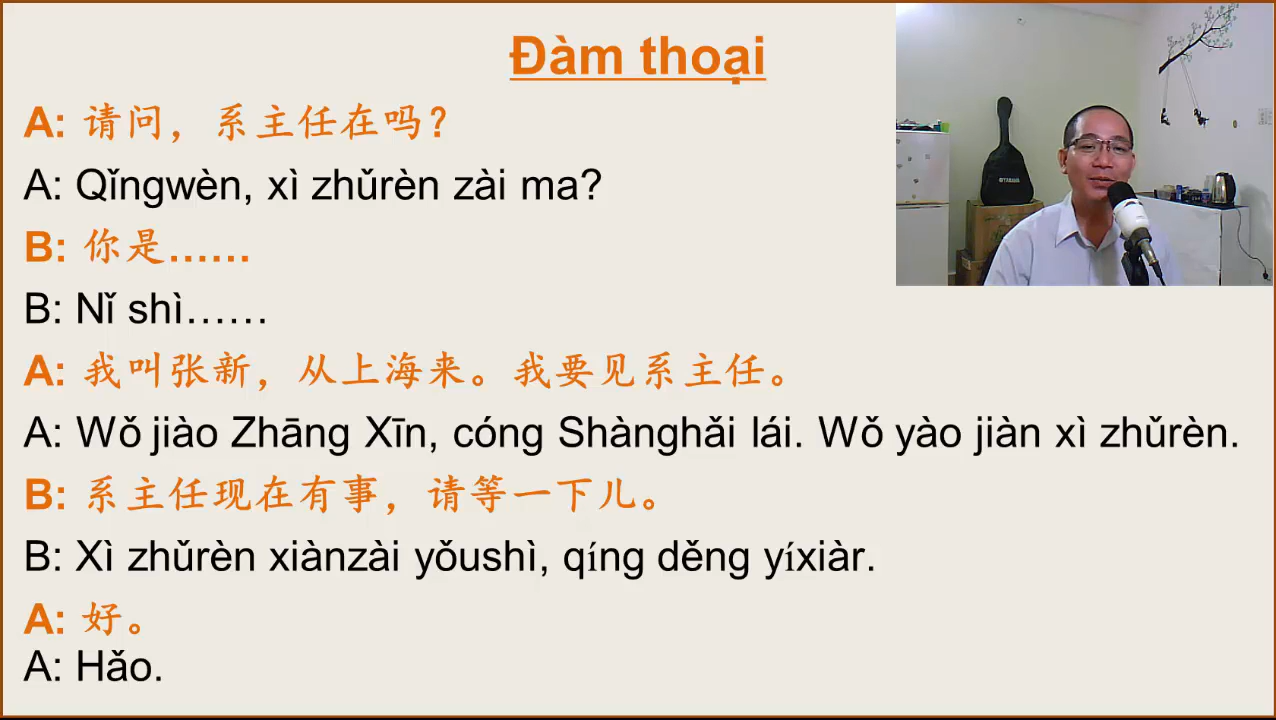 Đàm thoại
A: 请问，系主任在吗？
A: Qǐngwèn, xì zhǔrèn zài ma?
B: 你是……
B: Nǐ shì……
A: 我叫张新，从上海来。我要见系主任。
A: Wǒ jiào Zhāng Xīn, cóng Shànghǎi lái. Wǒ yào jiàn xì zhǔrèn.
B: 系主任现在有事，请等一下儿。
B: Xì zhǔrèn xiànzài yǒushì, qíng děng yíxiàr.
A: 好。
A: Hǎo.
YAMAHA